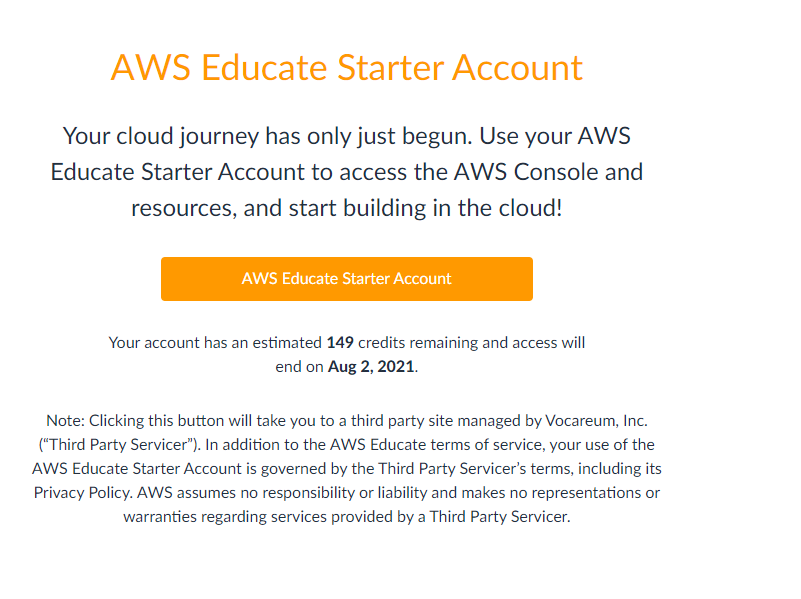 AWS Educate Starter Account
Your cloud journey has only just begun. Use your AWS
Educate Starter Account to access the AWS Console and
resources, and start building in the cloud!
AWS Educate Starter Account
Your account has an estimated 149 credits remaining and access will
end on Aug 2, 2021.
Note: Clicking this button will take you to a third party site managed by Vocareum, Inc.
(“Third Party Servicer”). In addition to the AWS Educate terms of service, your use of the
AWS Educate Starter Account is governed by the Third Party Servicer’s terms, including its
Privacy Policy. AWS assumes no responsibility or liability and makes no representations or
warranties regarding services provided by a Third Party Servicer.